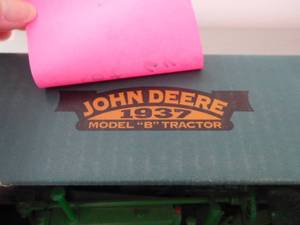 JOHN DEERE
1937
MODEL "B" TRACTOR